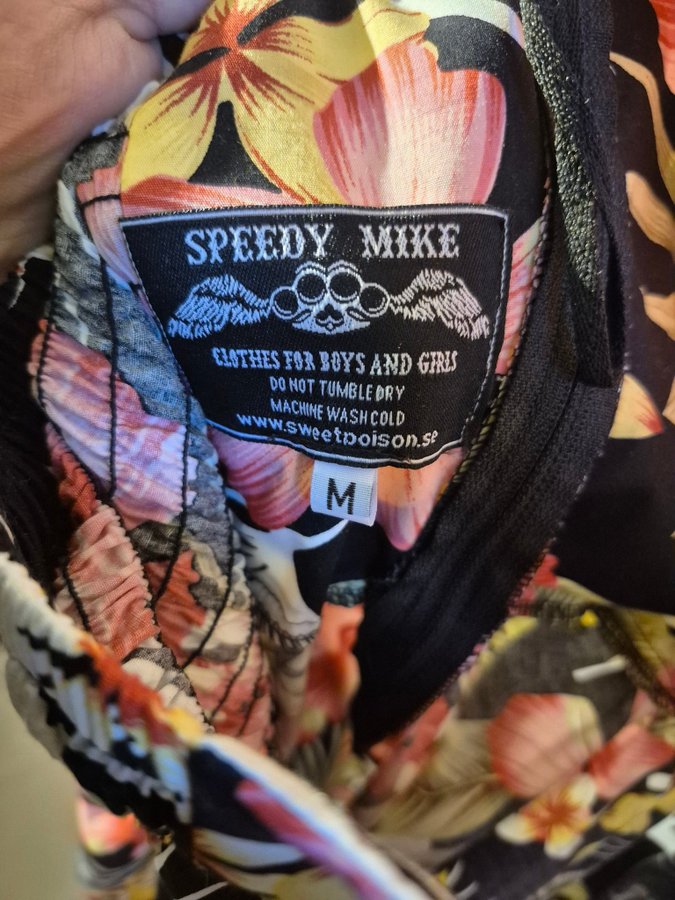 SPEEDY MIKE
CLOTHES FOR BOYS AND GIRLS
DO NOT TUMBLE DRY
MACHINE WASH COLD
www.sweetpoison.se
M